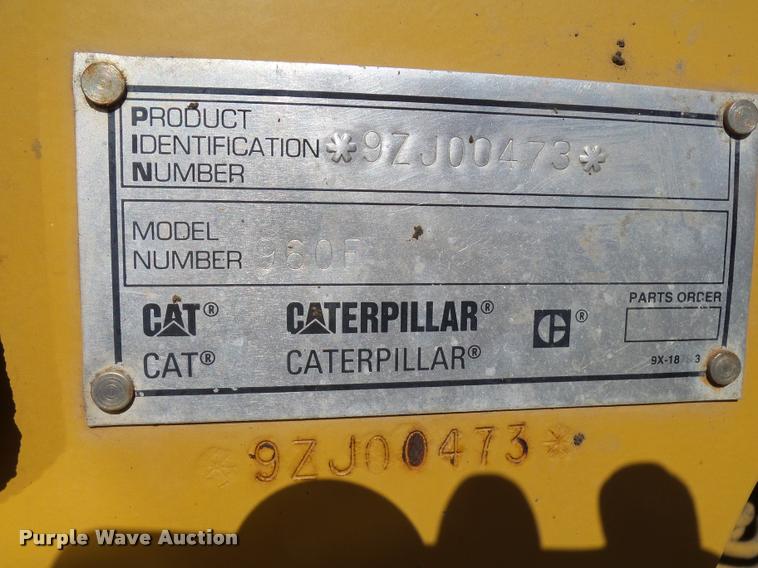 PRODUCT
IDENTIFICATION *9ZJ00473*
NUMBER
MODEL
NUMBER 960F
CAT® CATERPILLAR® ®
CAT® CATERPILLAR®
PARTS ORDER
*9ZJ00473*
Purple Wave Auction